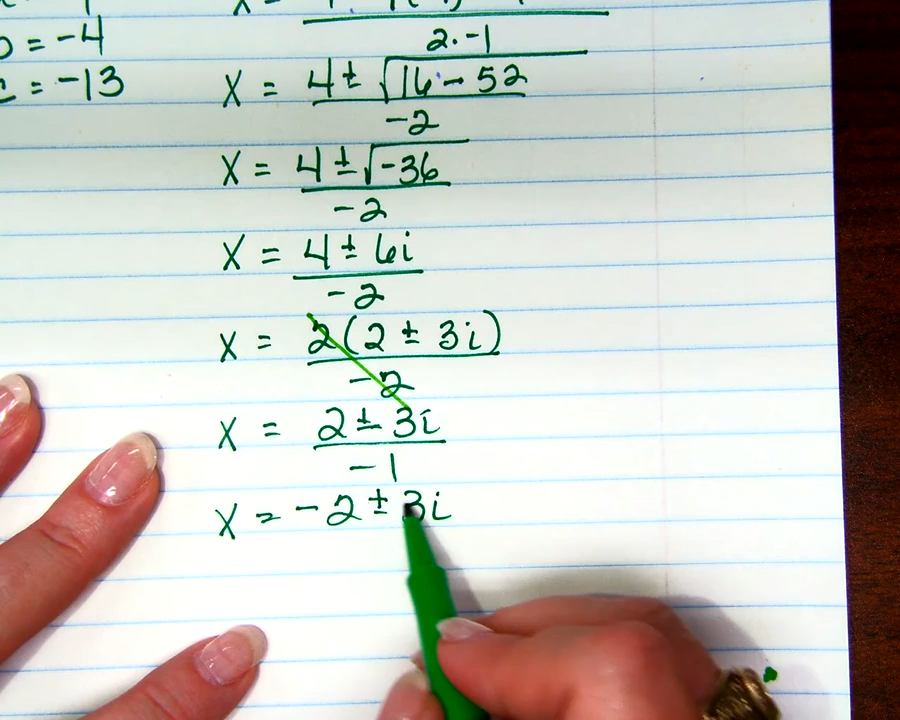 b = -4
c = -13
2·-1
X = 4 ± √16 - 52
-2
X = 4 ± √-36
-2
X = 4 ± 6i
-2
X = 2(2 ± 3i)
-2
X = 2 ± 3i
-1
X = -2 ± 3i